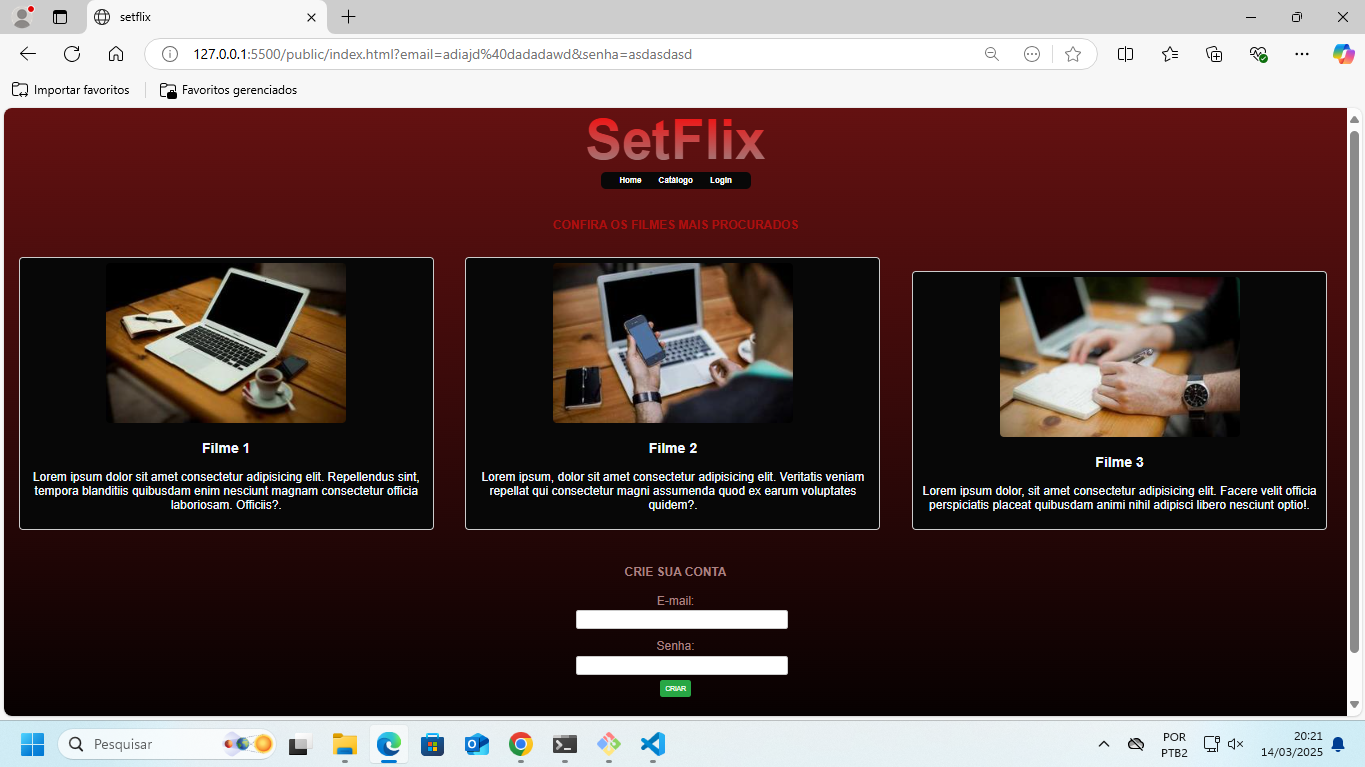 setflix
127.0.0.1:5500/public/index.html?email=adiajd%40dadadawd&senha=asdasdasd
Importar favoritos
Favoritos gerenciados
SetFlix
Home Catálogo Login
CONFIRA OS FILMES MAIS PROCURADOS
Filme 1
Lorem ipsum dolor sit amet consectetur adipisicing elit. Repellendus sint,
tempora blanditiis quibusdam enim nesciunt magnam consectetur officia
laboriosam. Officiis?.
Filme 2
Lorem ipsum, dolor sit amet consectetur adipisicing elit. Veritatis veniam
repellat qui consectetur magni assumenda quod ex earum voluptates
quidem?.
Filme 3
Lorem ipsum dolor, sit amet consectetur adipisicing elit. Facere velit officia
perspiciatis placeat quibusdam animi nihil adipisci libero nesciunt optio!.
CRIE SUA CONTA
E-mail:
Senha:
CRIAR
Pesquisar
POR
PTB2
20:21
14/03/2025